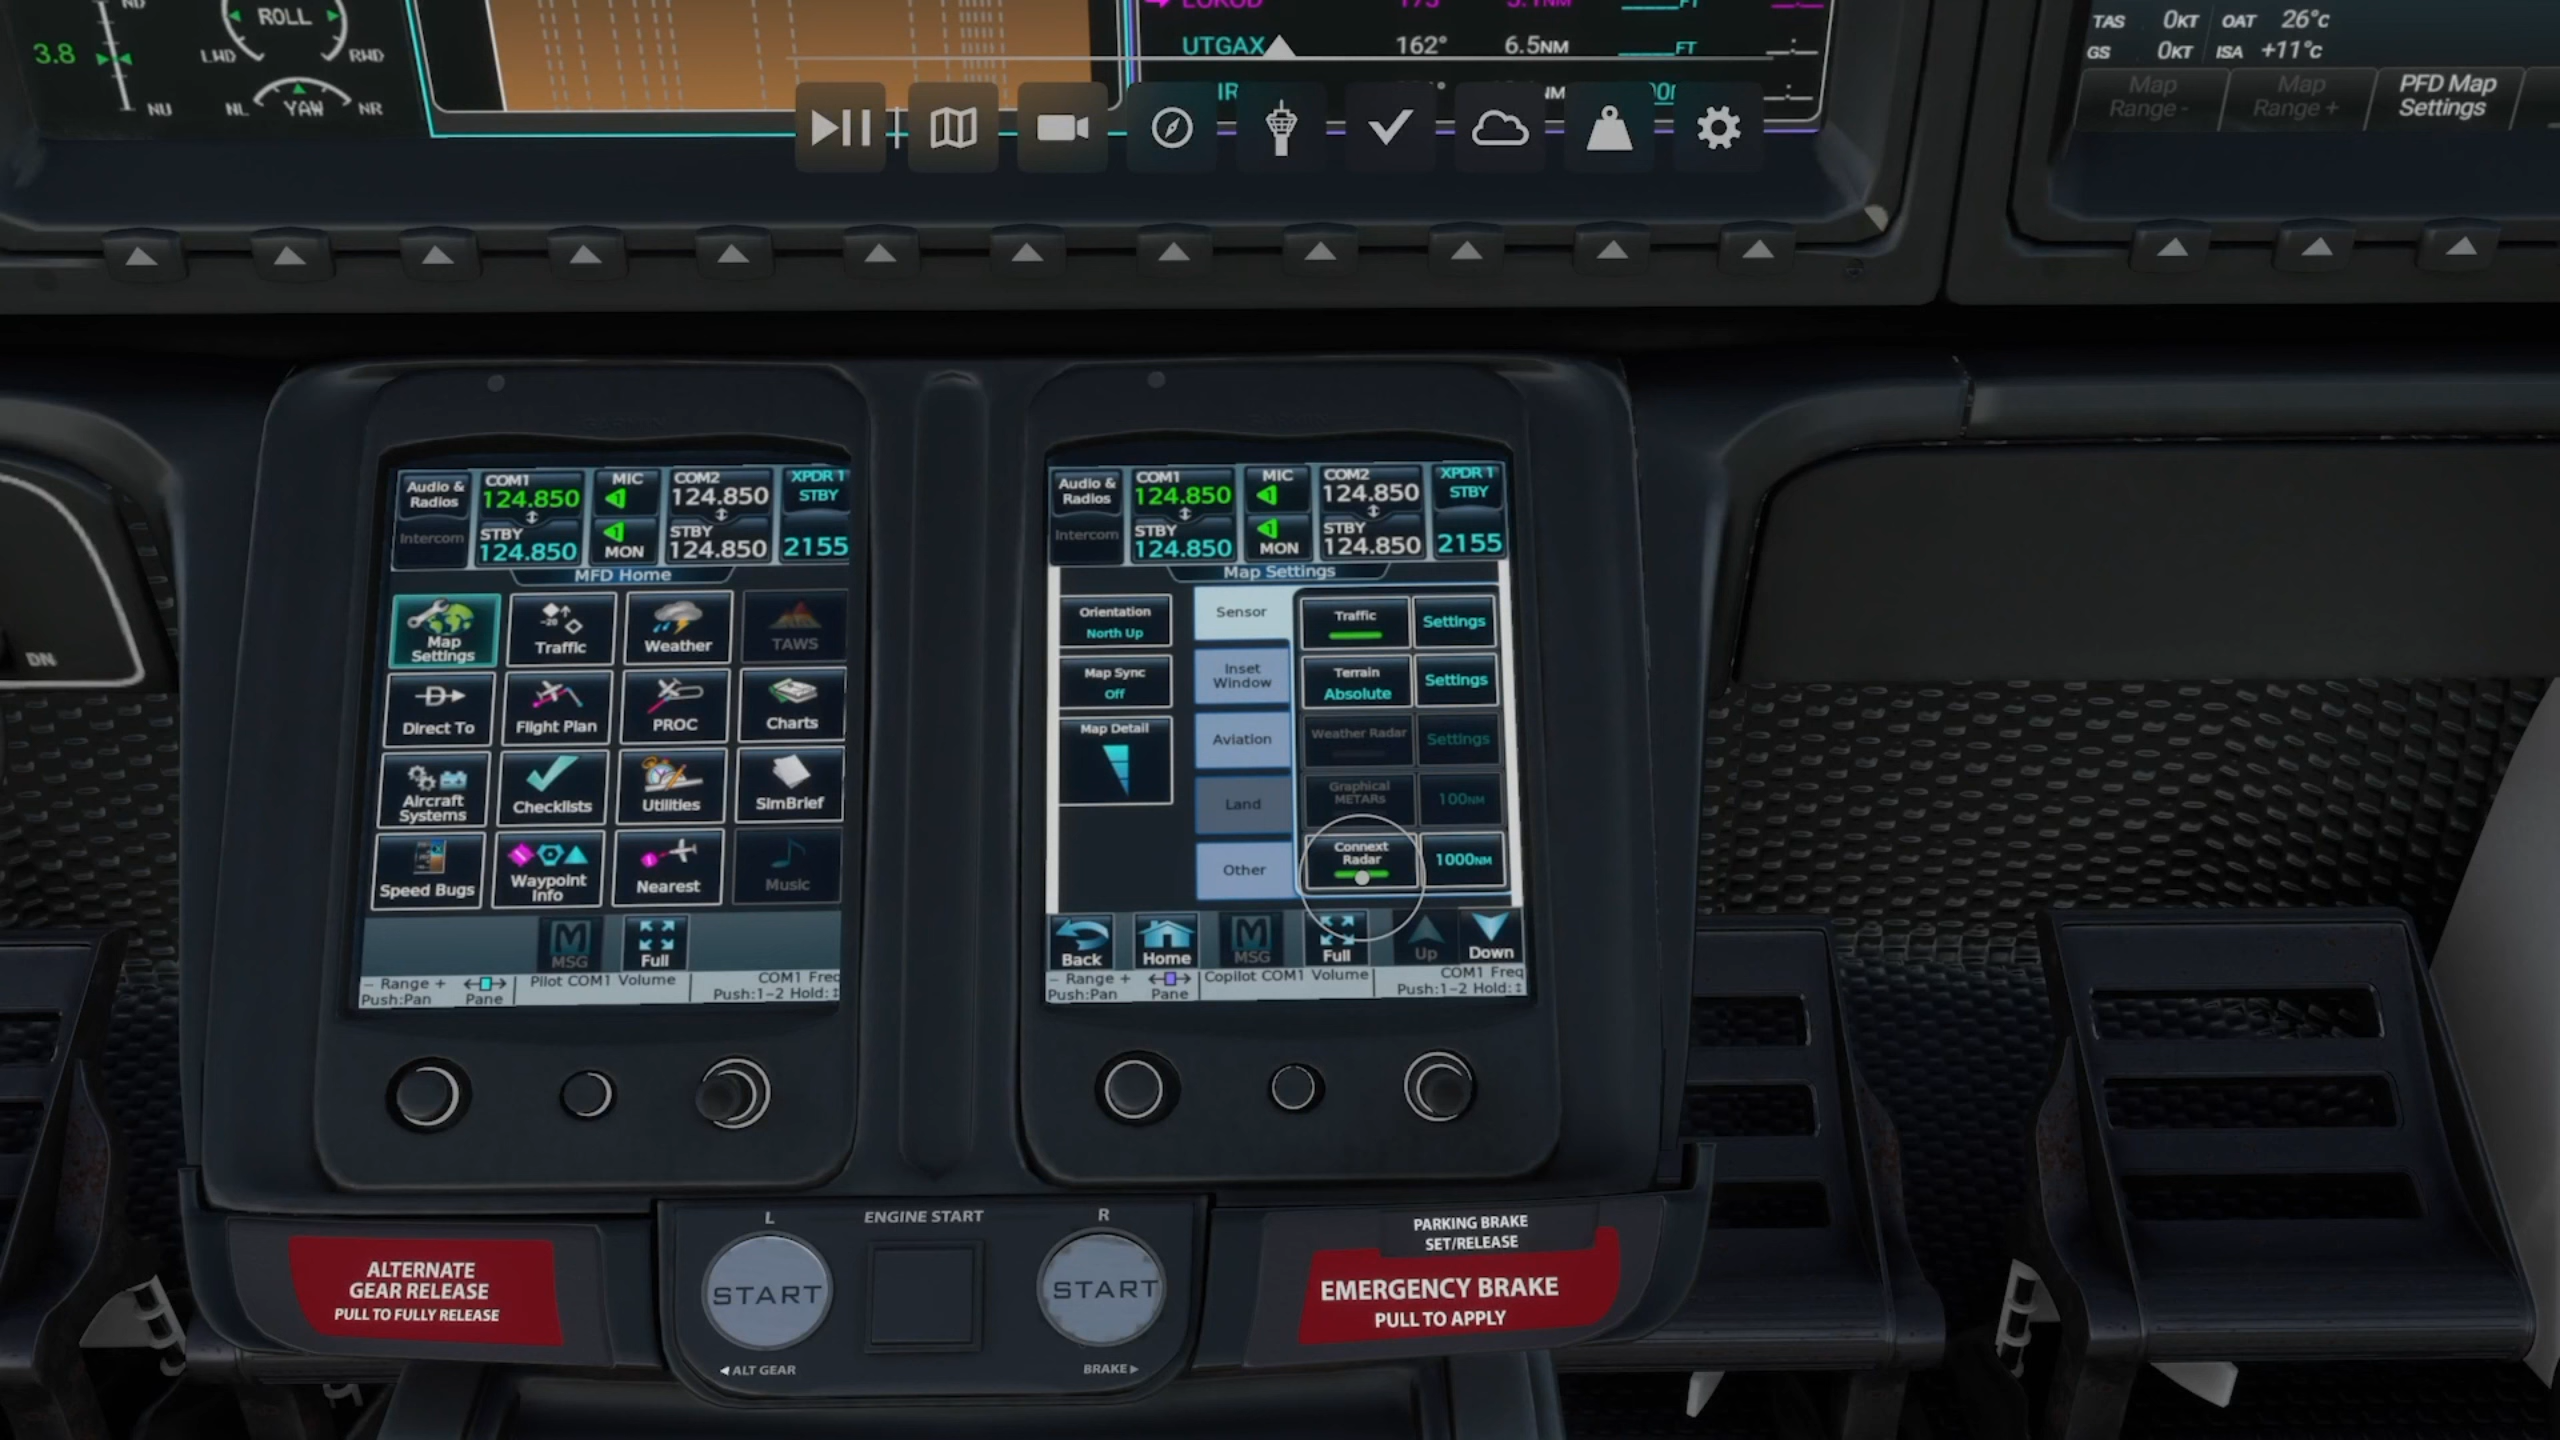 ND
ROLL
3.8
LWD
RWD
NU
NL
YAW
NR
UTGAX
162°
6.5NM
FT
TAS 0KT
OAT 26°C
GS 0KT
ISA +11°C
Map
Range -
Map
Range +
PFD Map
Settings
DN
Audio &
Radios
Intercom
COM1
124.850
STBY
124.850
MIC
1
1
MON
COM2
124.850
STBY
124.850
XPDR 1
STBY
2155
MFD Home
Map
Settings
Traffic
Weather
TAWS
Direct To
Flight Plan
PROC
Charts
Aircraft
Systems
Checklists
Utilities
SimBrief
Speed Bugs
Waypoint
Info
Nearest
Music
MSG
Full
– Range +
Push:Pan
Pane
Pilot COM1 Volume
COM1 Freq
Push:1–2 Hold:↕
Audio &
Radios
Intercom
COM1
124.850
STBY
124.850
MIC
1
1
MON
COM2
124.850
STBY
124.850
XPDR 1
STBY
2155
Map Settings
Orientation
North Up
Map Sync
Off
Map Detail
Sensor
Inset
Window
Aviation
Land
Other
Traffic
Settings
Terrain
Absolute
Settings
Weather Radar
Settings
Graphical
METARs
100NM
Connext
Radar
1000NM
Back
Home
MSG
Full
Up
Down
– Range +
Push:Pan
Pane
Copilot COM1 Volume
COM1 Freq
Push:1–2 Hold:↕
L
ENGINE START
R
START
START
◀ALT GEAR
BRAKE▶
ALTERNATE
GEAR RELEASE
PULL TO FULLY RELEASE
PARKING BRAKE
SET/RELEASE
EMERGENCY BRAKE
PULL TO APPLY